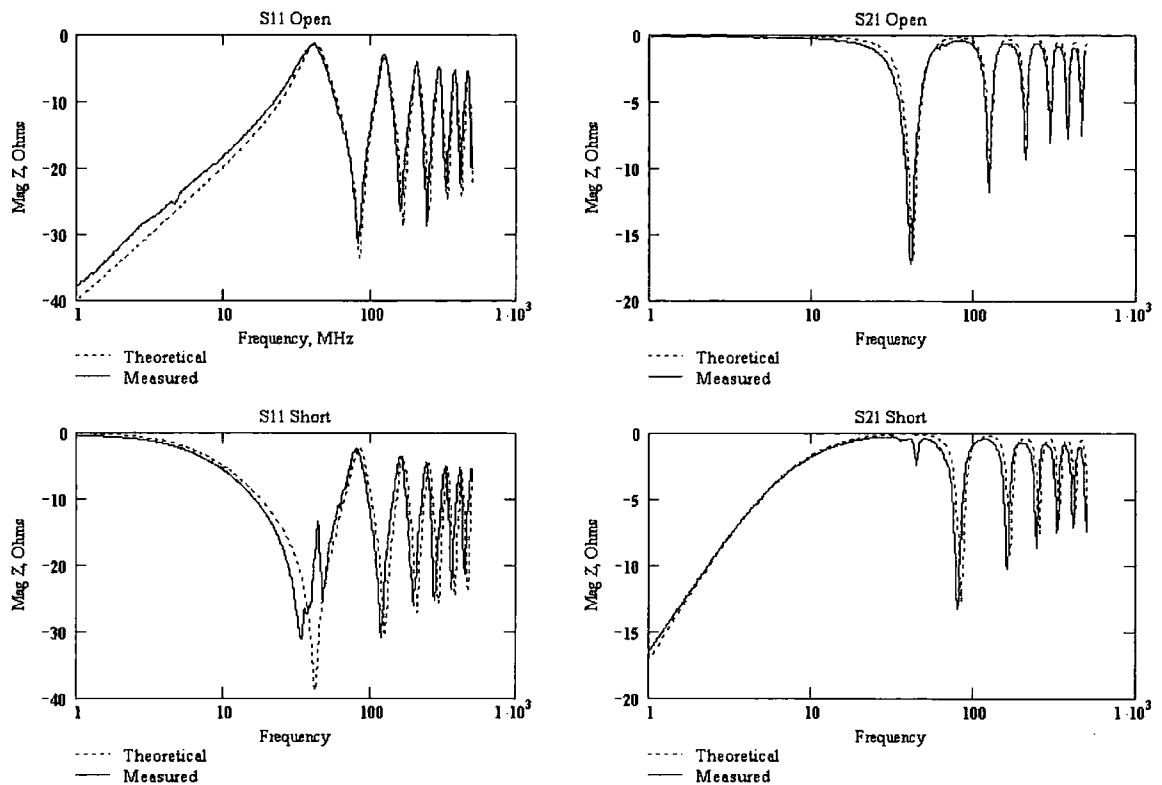 S11 Open
0
-10
-20
-30
-40
Mag Z, Ohms
1
10
100
1·10³
Frequency, MHz
Theoretical
Measured
S21 Open
0
-5
-10
-15
-20
Mag Z, Ohms
1
10
100
1·10³
Frequency
Theoretical
Measured
S11 Short
0
-10
-20
-30
-40
Mag Z, Ohms
1
10
100
1·10³
Frequency
Theoretical
Measured
S21 Short
0
-5
-10
-15
-20
Mag Z, Ohms
1
10
100
1·10³
Frequency
Theoretical
Measured